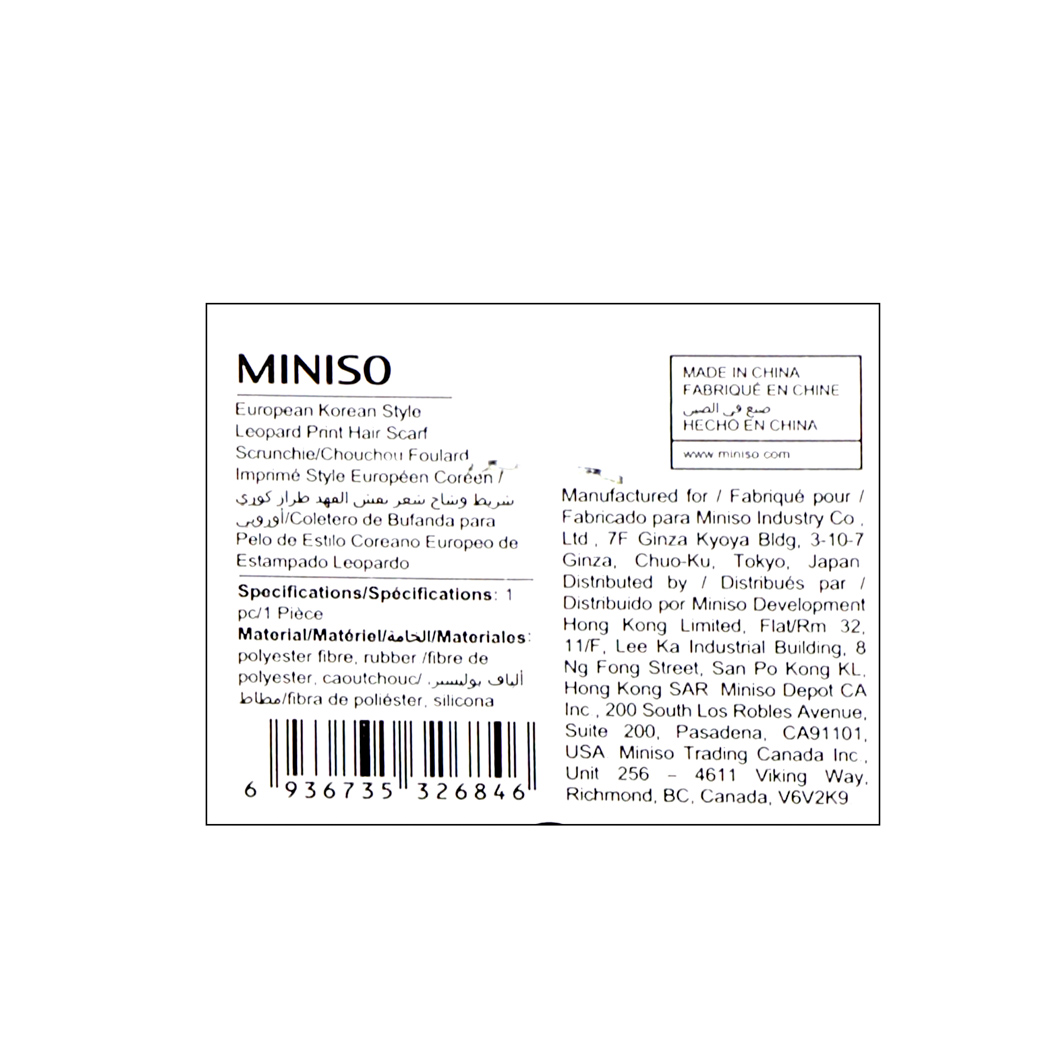 MINISO
European Korean Style
Leopard Print Hair Scarf
Scrunchie/Chouchou Foulard
Imprimé Style Européen Coréen /
شريط وشاح شعر بنقش الفهد طراز كوري
أوروبي/Coletero de Bufanda para
Pelo de Estilo Coreano Europeo de
Estampado Leopardo
Specifications/Spécifications: 1
pc/1 Pièce
Material/Matériel/الخامة/Materiales:
polyester fibre, rubber /fibre de
polyester, caoutchouc/ ألياف بوليستر,
مطاط/fibra de poliéster, silicona
6 936735 326846
MADE IN CHINA
FABRIQUÉ EN CHINE
صنع في الصين
HECHO EN CHINA
www miniso com
Manufactured for / Fabriqué pour /
Fabricado para Miniso Industry Co ,
Ltd , 7F Ginza Kyoya Bldg, 3-10-7
Ginza, Chuo-Ku, Tokyo, Japan
Distributed by / Distribués par /
Distribuido por Miniso Development
Hong Kong Limited, Flat/Rm 32,
11/F, Lee Ka Industrial Building, 8
Ng Fong Street, San Po Kong KL,
Hong Kong SAR Miniso Depot CA
Inc , 200 South Los Robles Avenue,
Suite 200, Pasadena, CA91101,
USA Miniso Trading Canada Inc ,
Unit 256 – 4611 Viking Way,
Richmond, BC, Canada, V6V2K9